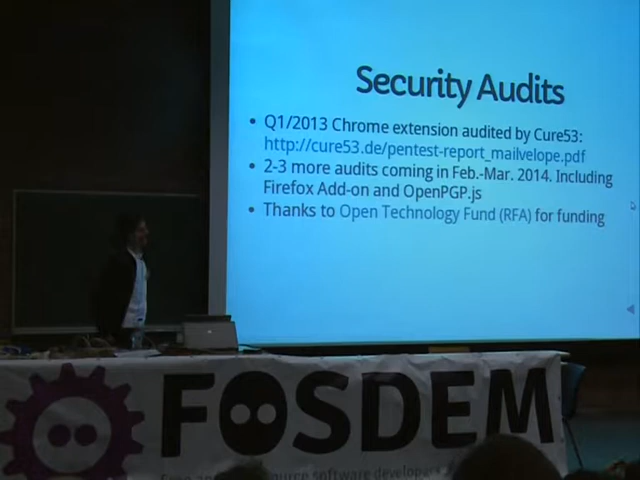 Security Audits
• Q1/2013 Chrome extension audited by Cure53:
http://cure53.de/pentest-report_mailvelope.pdf
• 2-3 more audits coming in Feb.-Mar. 2014. Including
Firefox Add-on and OpenPGP.js
• Thanks to Open Technology Fund (RFA) for funding
FOSDEM
software developers